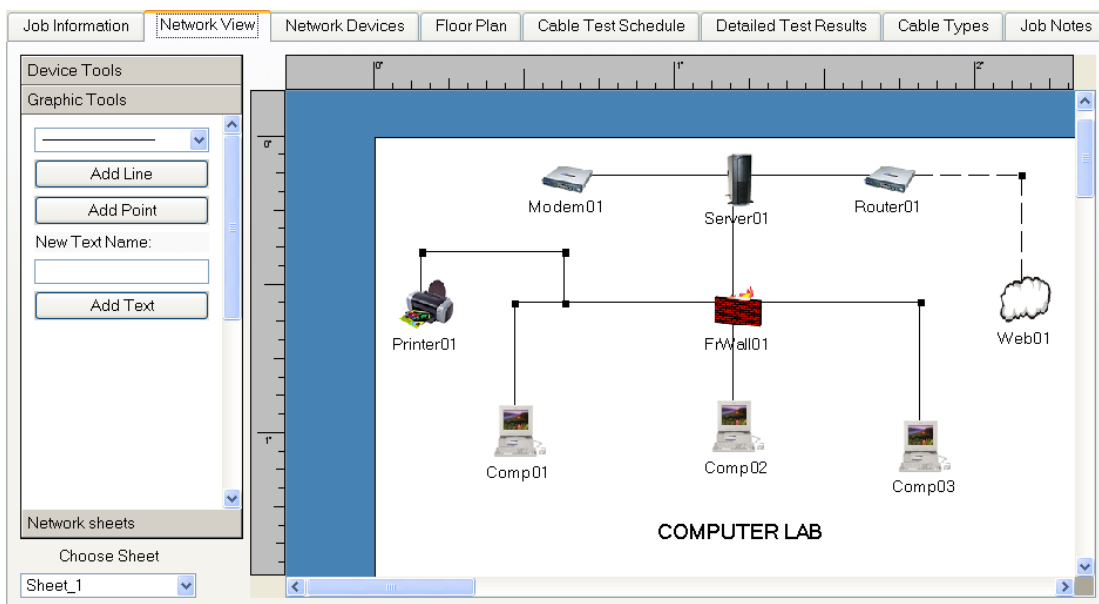 Job Information
Network View
Network Devices
Floor Plan
Cable Test Schedule
Detailed Test Results
Cable Types
Job Notes
Device Tools
Graphic Tools
Add Line
Add Point
New Text Name:
Add Text
Network sheets
Choose Sheet
Sheet_1
0"
1"
2"
0"
1"
Modem01
Server01
Router01
Printer01
FrWall01
Web01
Comp01
Comp02
Comp03
COMPUTER LAB